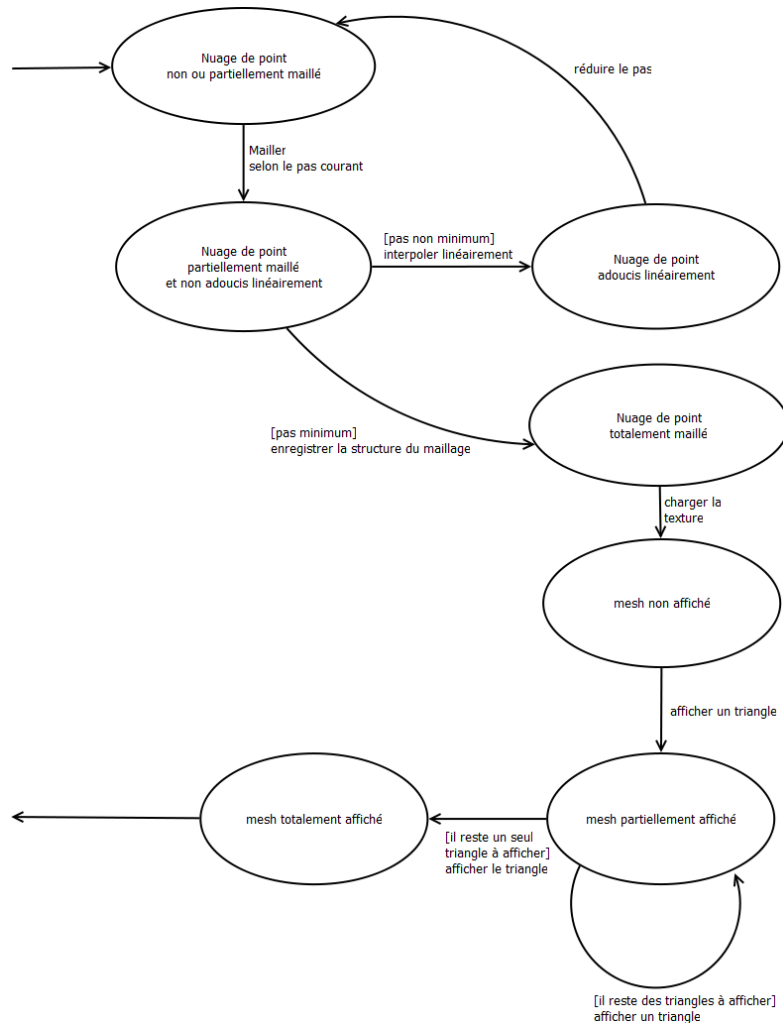 Nuage de point
non ou partiellement maillé
réduire le pas
Mailler
selon le pas courant
Nuage de point
partiellement maillé
et non adoucis linéairement
[pas non minimum]
interpoler linéairement
Nuage de point
adoucis linéairement
[pas minimum]
enregistrer la structure du maillage
Nuage de point
totalement maillé
charger la
texture
mesh non affiché
afficher un triangle
mesh totalement affiché
[il reste un seul
triangle à afficher]
afficher le triangle
mesh partiellement affiché
[il reste des triangles à afficher]
afficher un triangle